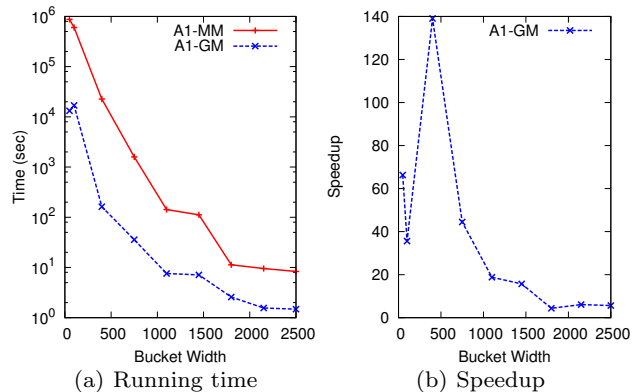 A1-MM
A1-GM
Time (sec)
10^6
10^5
10^4
10^3
10^2
10^1
10^0
0 500 1000 1500 2000 2500
Bucket Width
(a) Running time
A1-GM
Speedup
140
120
100
80
60
40
20
0
0 500 1000 1500 2000 2500
Bucket Width
(b) Speedup